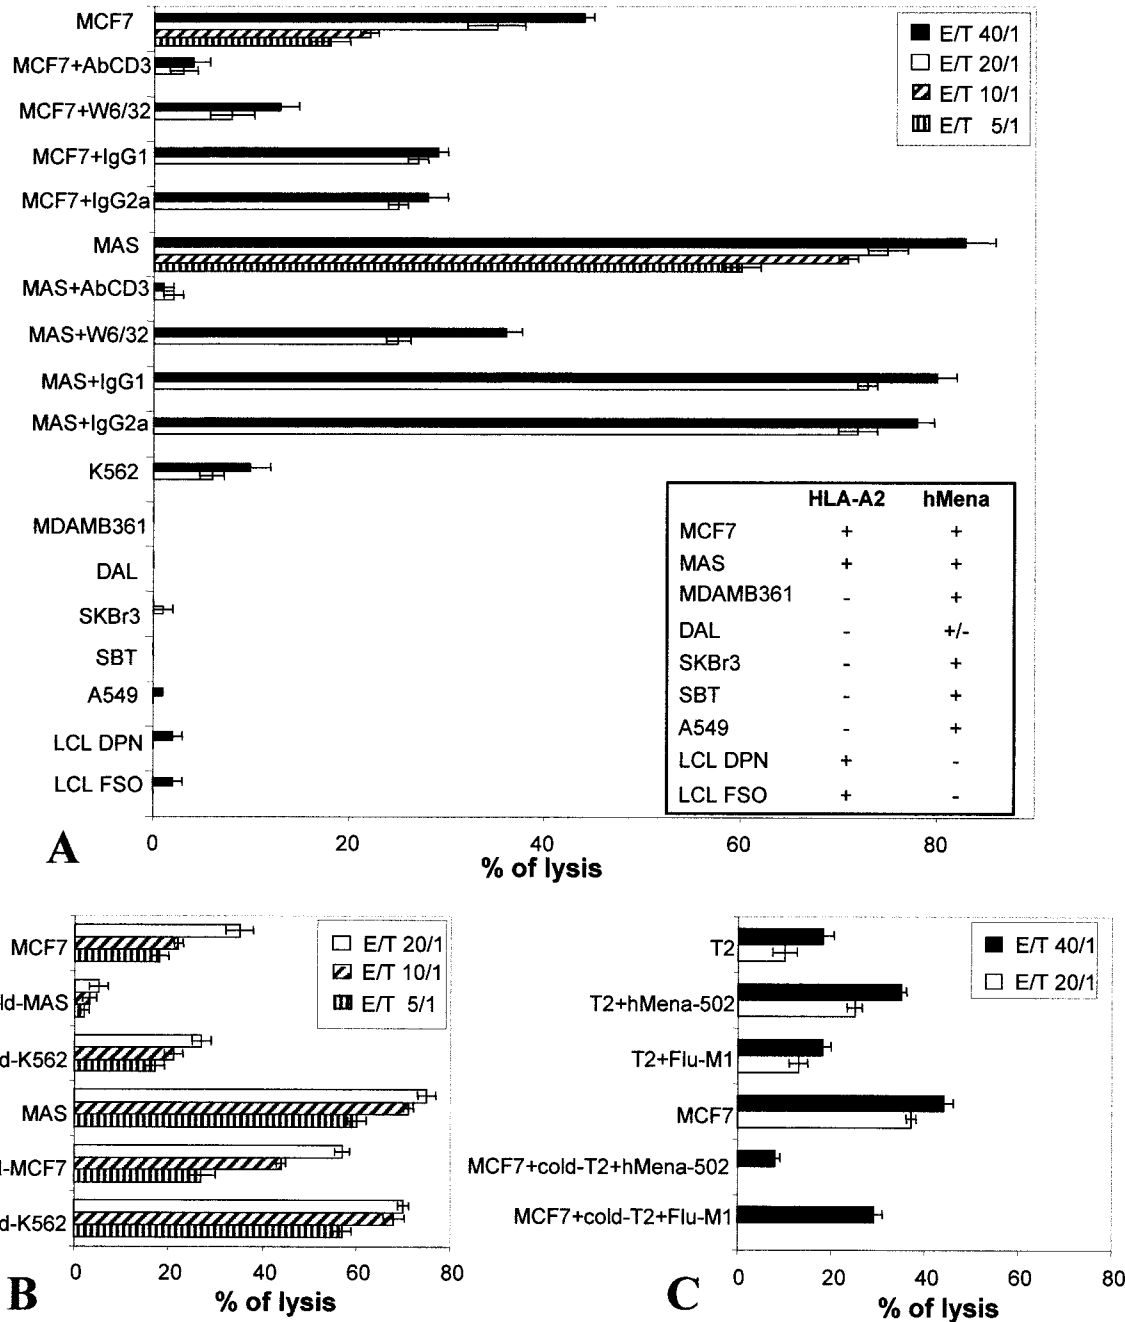 MCF7
MCF7+AbCD3
MCF7+W6/32
MCF7+IgG1
MCF7+IgG2a
MAS
MAS+AbCD3
MAS+W6/32
MAS+IgG1
MAS+IgG2a
K562
MDAMB361
DAL
SKBr3
SBT
A549
LCL DPN
LCL FSO
E/T 40/1
E/T 20/1
E/T 10/1
E/T 5/1
HLA-A2 hMena
MCF7 + +
MAS + +
MDAMB361 - +
DAL - +/-
SKBr3 - +
SBT - +
A549 - +
LCL DPN + -
LCL FSO + -
0 20 40 60 80
A
% of lysis
MCF7
ld-MAS
d-K562
MAS
d-MCF7
d-K562
E/T 20/1
E/T 10/1
E/T 5/1
0 20 40 60 80
B
% of lysis
T2
T2+hMena-502
T2+Flu-M1
MCF7
MCF7+cold-T2+hMena-502
MCF7+cold-T2+Flu-M1
E/T 40/1
E/T 20/1
0 20 40 60 80
C
% of lysis